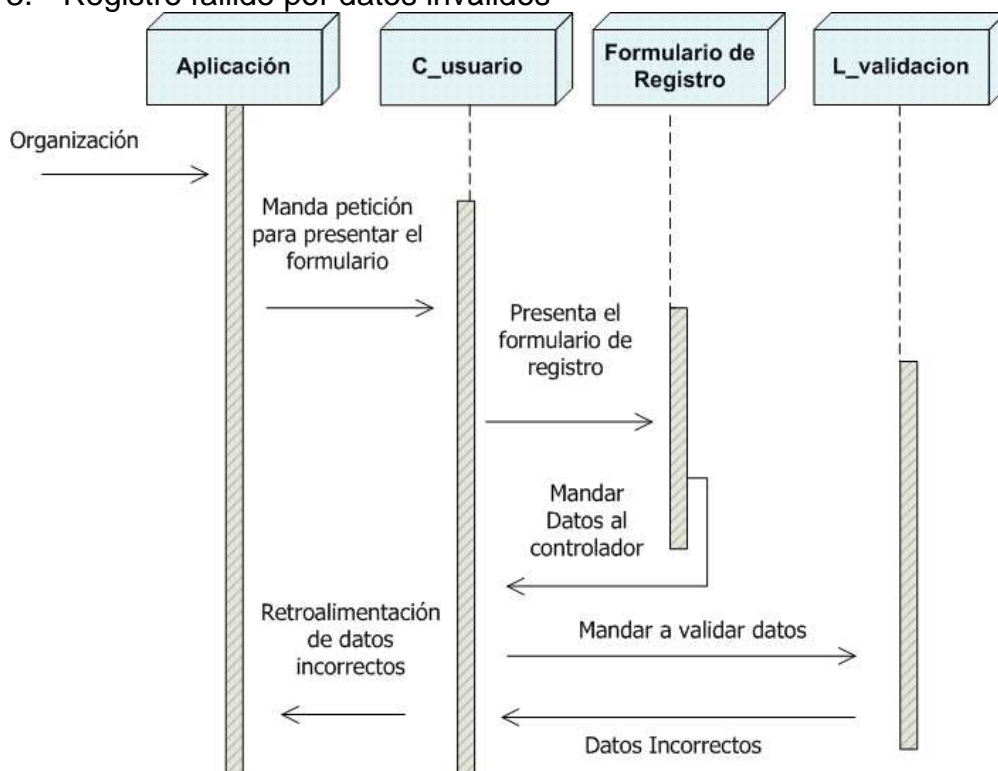 Registro fallido por datos inválidos
Aplicación
C_usuario
Formulario de
Registro
L_validacion
Organización
Manda petición
para presentar el
formulario
Presenta el
formulario de
registro
Mandar
Datos al
controlador
Retroalimentación
de datos
incorrectos
Mandar a validar datos
Datos Incorrectos